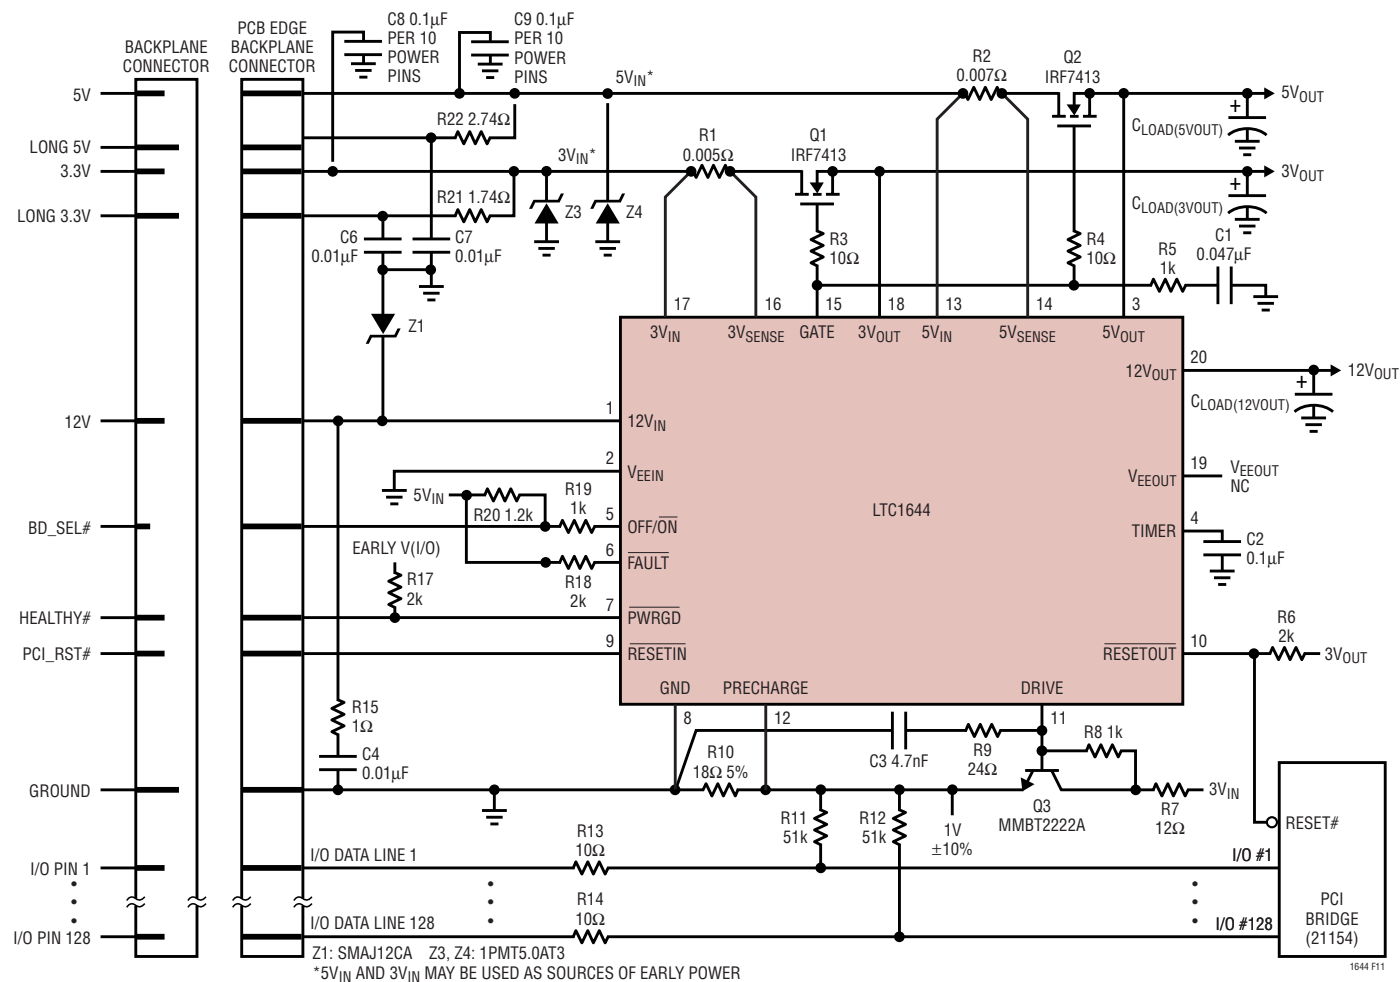 BACKPLANE
CONNECTOR
PCB EDGE
BACKPLANE
CONNECTOR
C8 0.1µF
PER 10
POWER
PINS
C9 0.1µF
PER 10
POWER
PINS
5V
LONG 5V
3.3V
LONG 3.3V
12V
BD_SEL#
HEALTHY#
PCI_RST#
GROUND
I/O PIN 1
I/O PIN 128
5VIN*
R22 2.74Ω
3VIN*
R21 1.74Ω
Z3
Z4
C6
0.01µF
C7
0.01µF
Z1
R1
0.005Ω
Q1
IRF7413
R2
0.007Ω
Q2
IRF7413
5VOUT
CLOAD(5VOUT)
+
3VOUT
CLOAD(3VOUT)
+
R3
10Ω
R4
10Ω
R5
1k
C1
0.047µF
17
16
15
18
13
14
3
3VIN
3VSENSE
GATE
3VOUT
5VIN
5VSENSE
5VOUT
1
12VIN
2
VEEIN
5VIN
R20 1.2k
R19
1k
5
OFF/ON
6
FAULT
R18
2k
EARLY V(I/O)
R17
2k
7
PWRGD
9
RESETIN
LTC1644
12VOUT
20
12VOUT
+
CLOAD(12VOUT)
VEEOUT
19
VEEOUT
NC
TIMER
4
C2
0.1µF
RESETOUT
10
R6
2k
3VOUT
GND
PRECHARGE
DRIVE
8
12
11
R15
1Ω
C4
0.01µF
R10
18Ω 5%
C3 4.7nF
R9
24Ω
R8 1k
Q3
MMBT2222A
R7
12Ω
3VIN
R11
51k
R12
51k
1V
±10%
R13
10Ω
I/O DATA LINE 1
R14
10Ω
I/O DATA LINE 128
I/O #1
I/O #128
RESET#
PCI
BRIDGE
(21154)
Z1: SMAJ12CA Z3, Z4: 1PMT5.0AT3
*5VIN AND 3VIN MAY BE USED AS SOURCES OF EARLY POWER
1644 F11